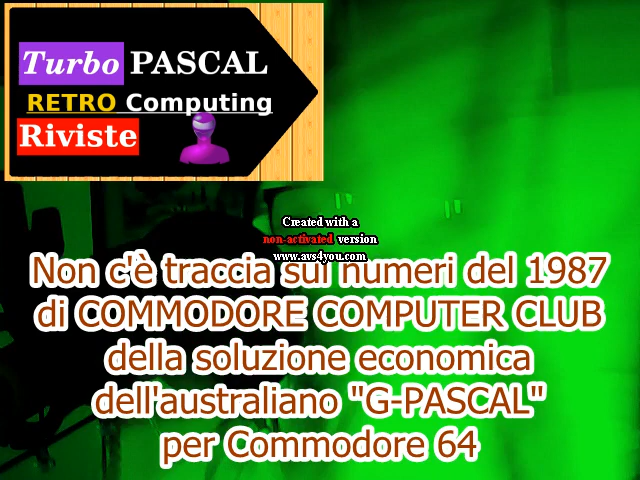 Turbo PASCAL
RETRO Computing
Riviste
Created with a
non-activated version
www.avs4you.com
Non c'è traccia sui numeri del 1987
di COMMODORE COMPUTER CLUB
della soluzione economica
dell'australiano "G-PASCAL"
per Commodore 64